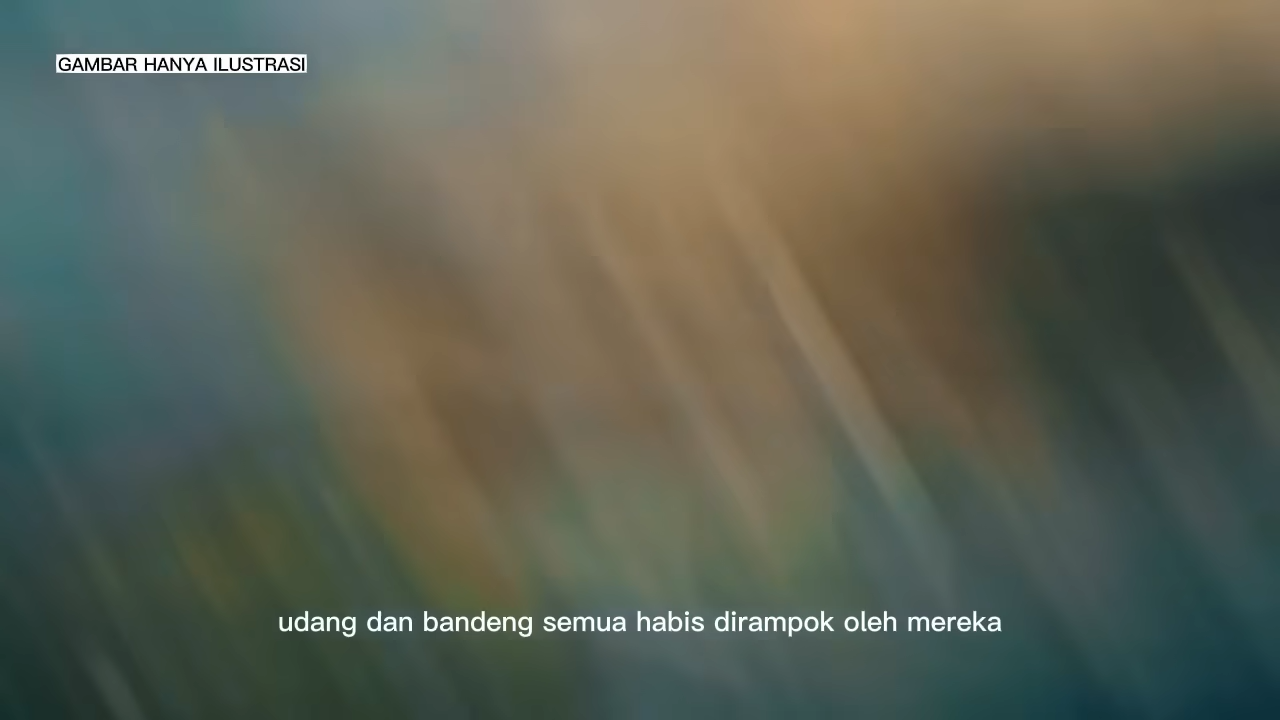 GAMBAR HANYA ILUSTRASI
udang dan bandeng semua habis dirampok oleh mereka